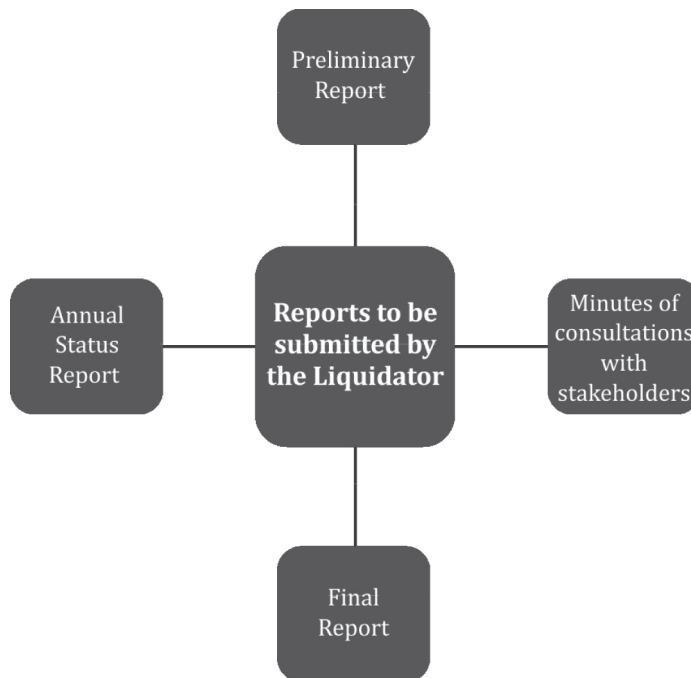 Preliminary
Report
Annual
Status
Report
Reports to be
submitted by
the Liquidator
Minutes of
consultations
with
stakeholders
Final
Report